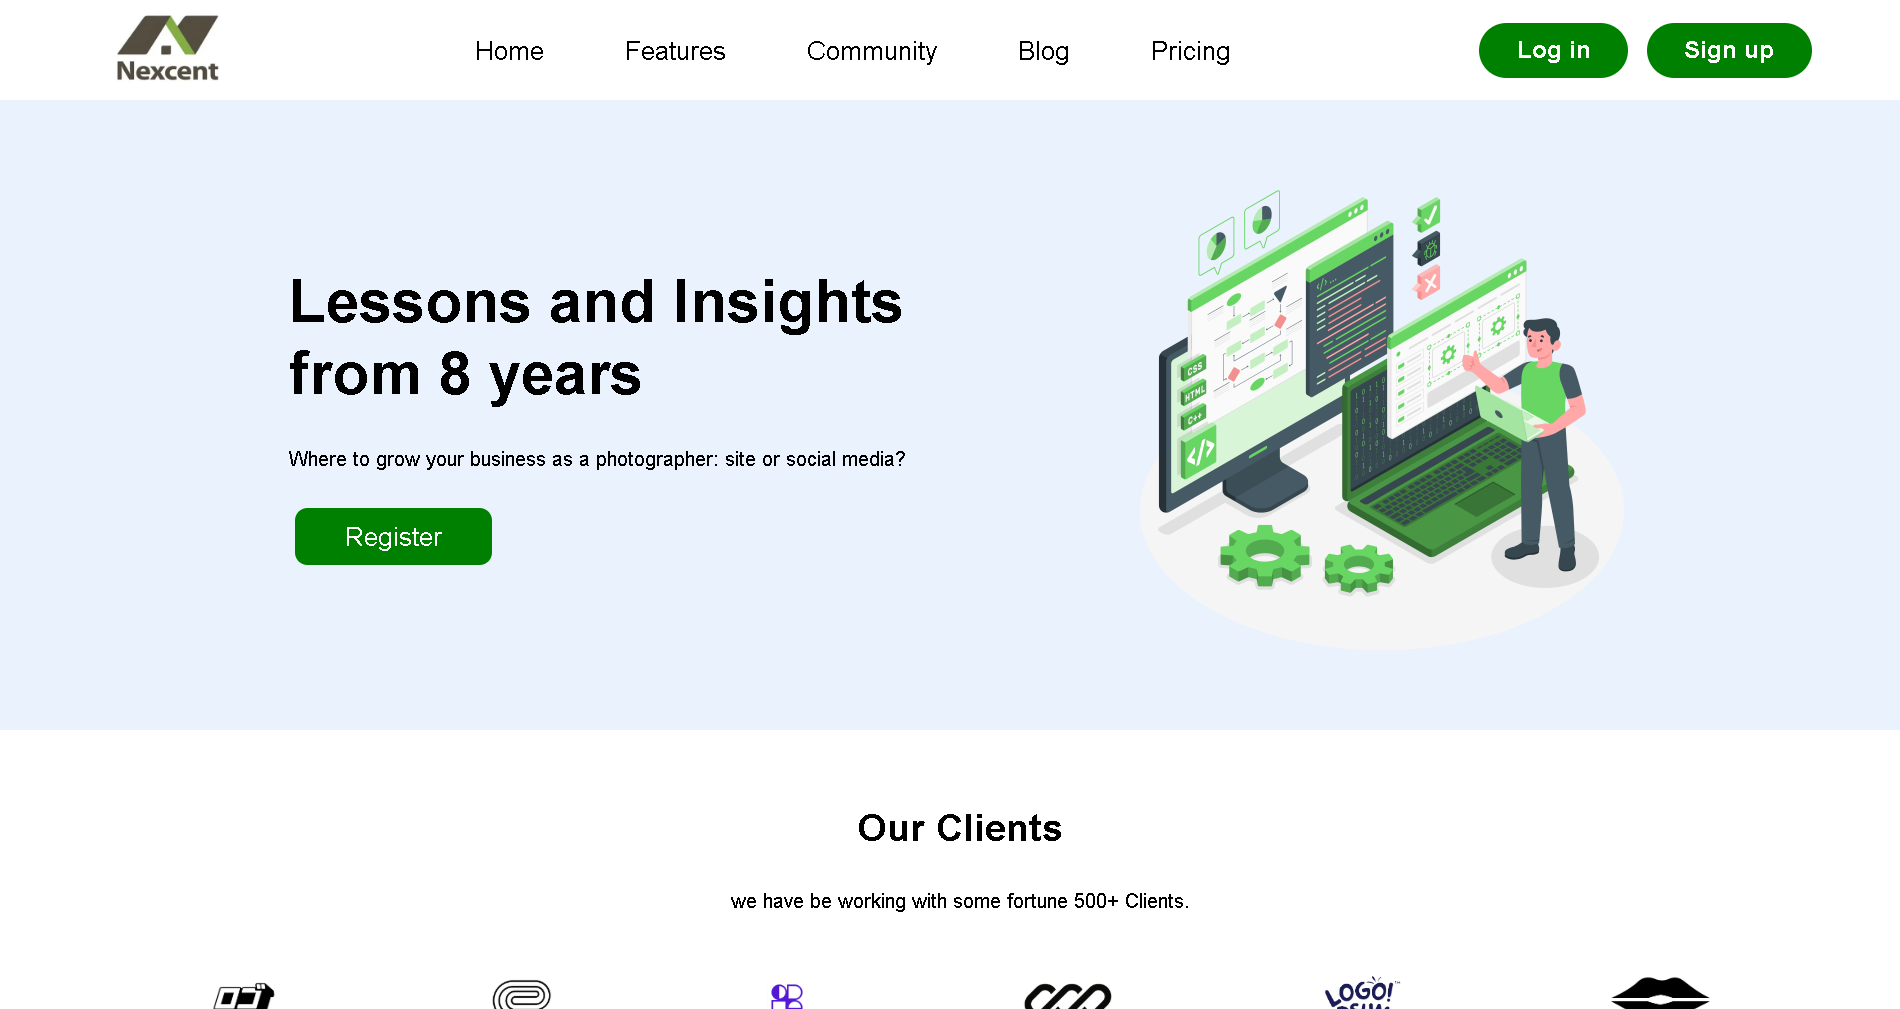 Nexcent
Home Features Community Blog Pricing
Log in Sign up
Lessons and Insights
from 8 years
Where to grow your business as a photographer: site or social media?
Register
CSS
HTML
C++
</>
Our Clients
we have be working with some fortune 500+ Clients.
LOGO!